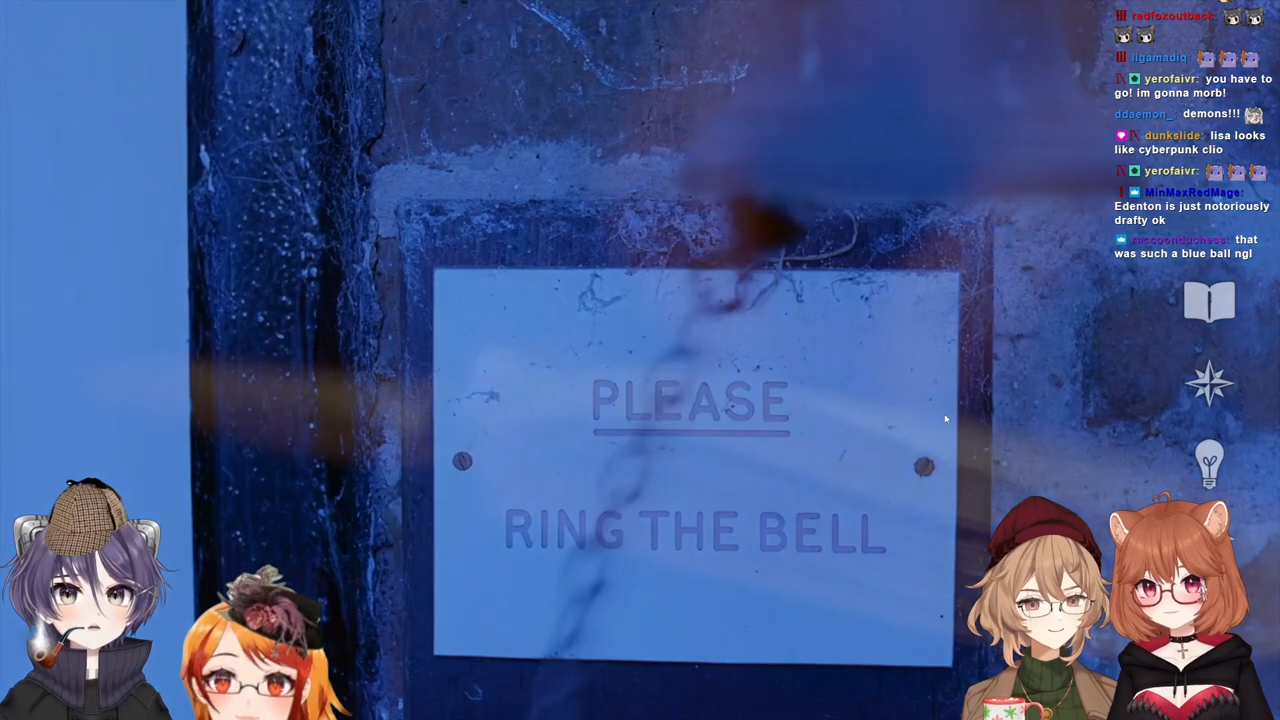 redfoxoutback:
ligamadiq:
yerofaivr: you have to
go! im gonna morb!
ddaemon_: demons!!!
dunkslide: lisa looks
like cyberpunk clio
yerofaivr:
MinMaxRedMage:
Edenton is just notoriously
drafty ok
raccoonduchess: that
was such a blue ball ngl
PLEASE
RING THE BELL